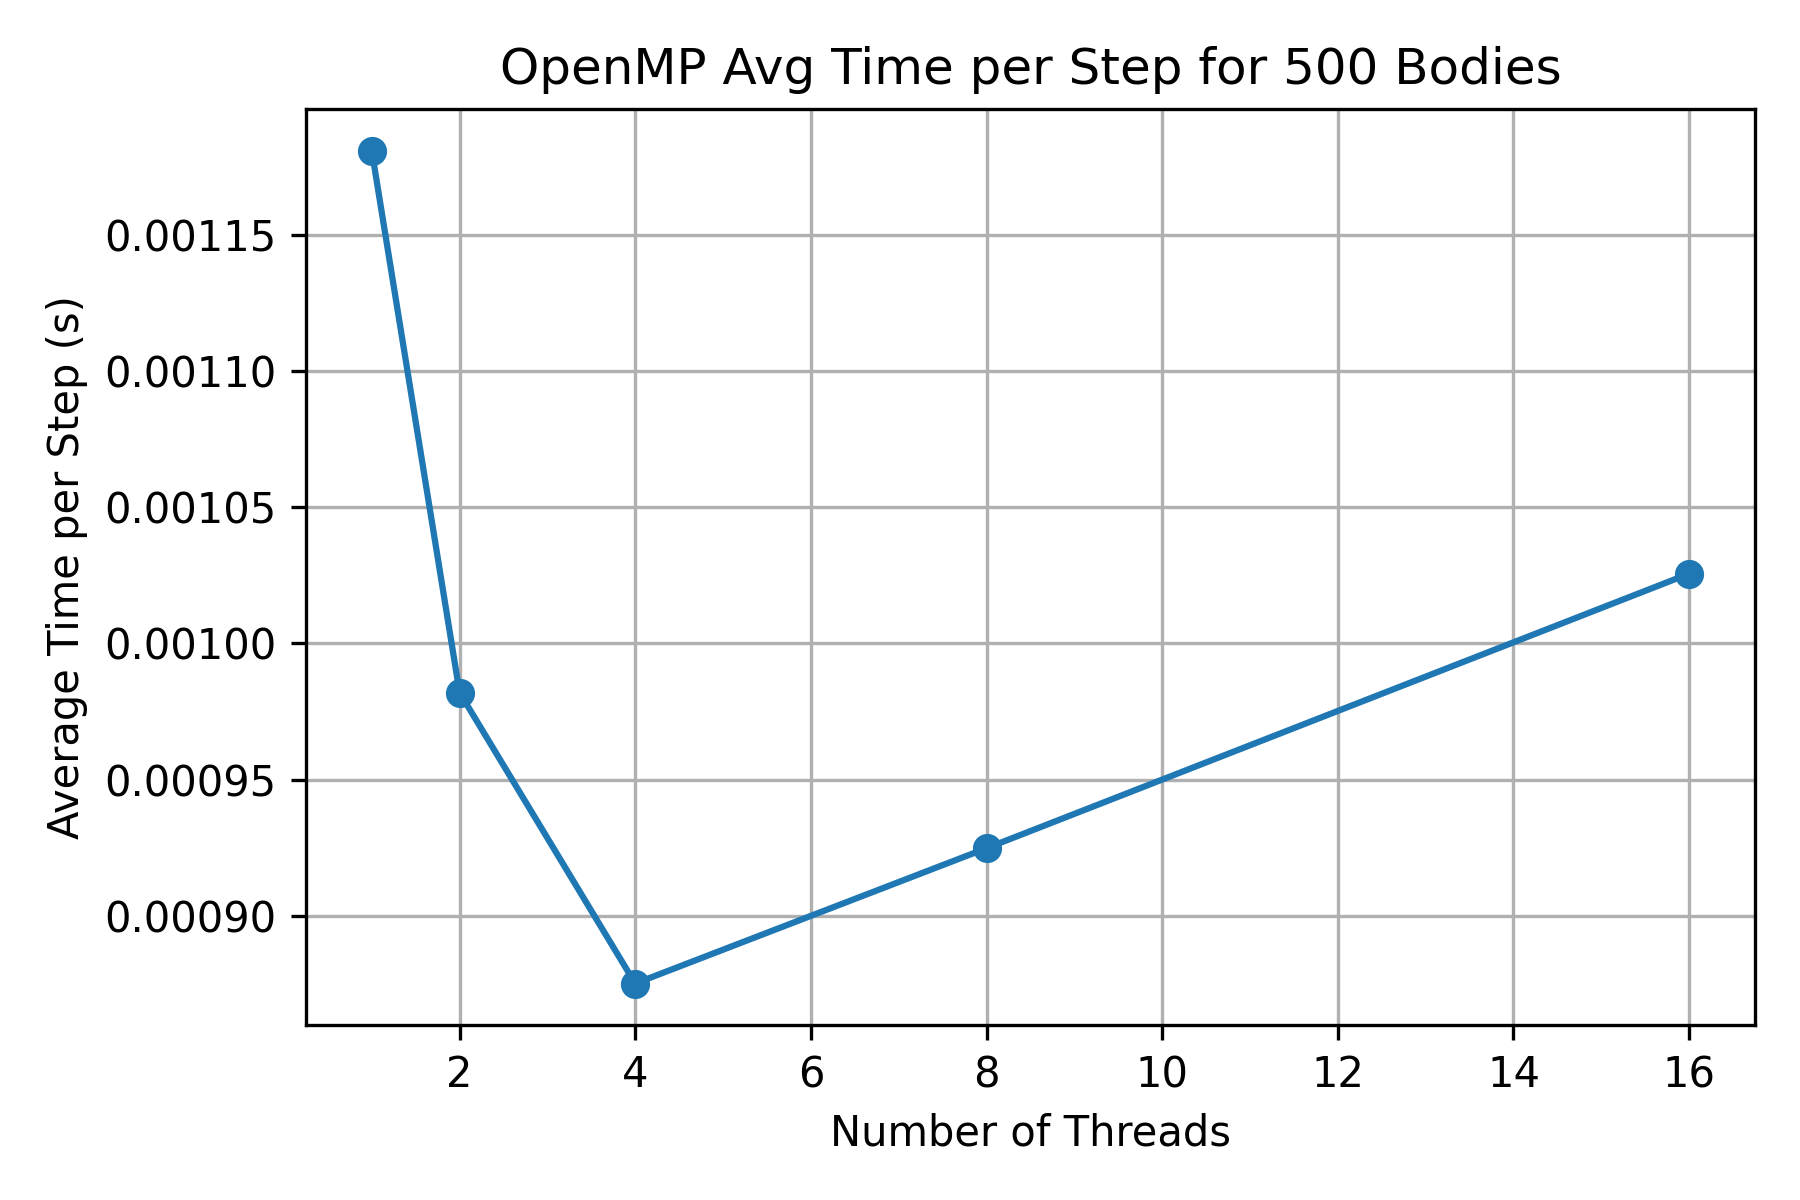 OpenMP Avg Time per Step for 500 Bodies
Average Time per Step (s)
0.00115
0.00110
0.00105
0.00100
0.00095
0.00090
2 4 6 8 10 12 14 16
Number of Threads